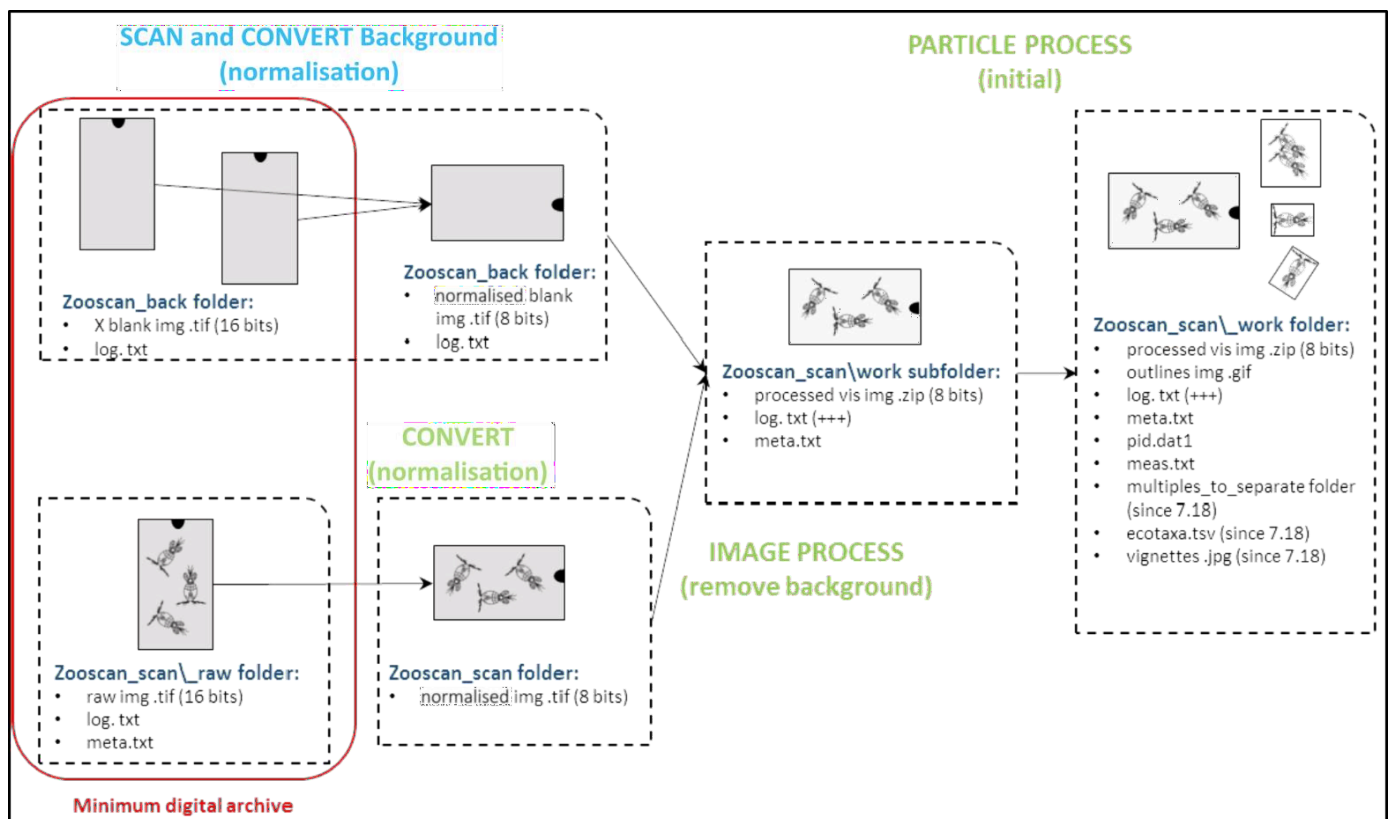 SCAN and CONVERT Background
(normalisation)
PARTICLE PROCESS
(initial)
Zooscan_back folder:
• X blank img .tif (16 bits)
• log. txt
Zooscan_back folder:
• normalised blank
img .tif (8 bits)
• log. txt
Zooscan_scan\work subfolder:
• processed vis img .zip (8 bits)
• log. txt (+++)
• meta.txt
Zooscan_scan\_work folder:
• processed vis img .zip (8 bits)
• outlines img .gif
• log. txt (+++)
• meta.txt
• pid.dat1
• meas.txt
• multiples_to_separate folder
(since 7.18)
• ecotaxa.tsv (since 7.18)
• vignettes .jpg (since 7.18)
CONVERT
(normalisation)
IMAGE PROCESS
(remove background)
Zooscan_scan\_raw folder:
• raw img .tif (16 bits)
• log. txt
• meta.txt
Zooscan_scan folder:
• normalised img .tif (8 bits)
Minimum digital archive